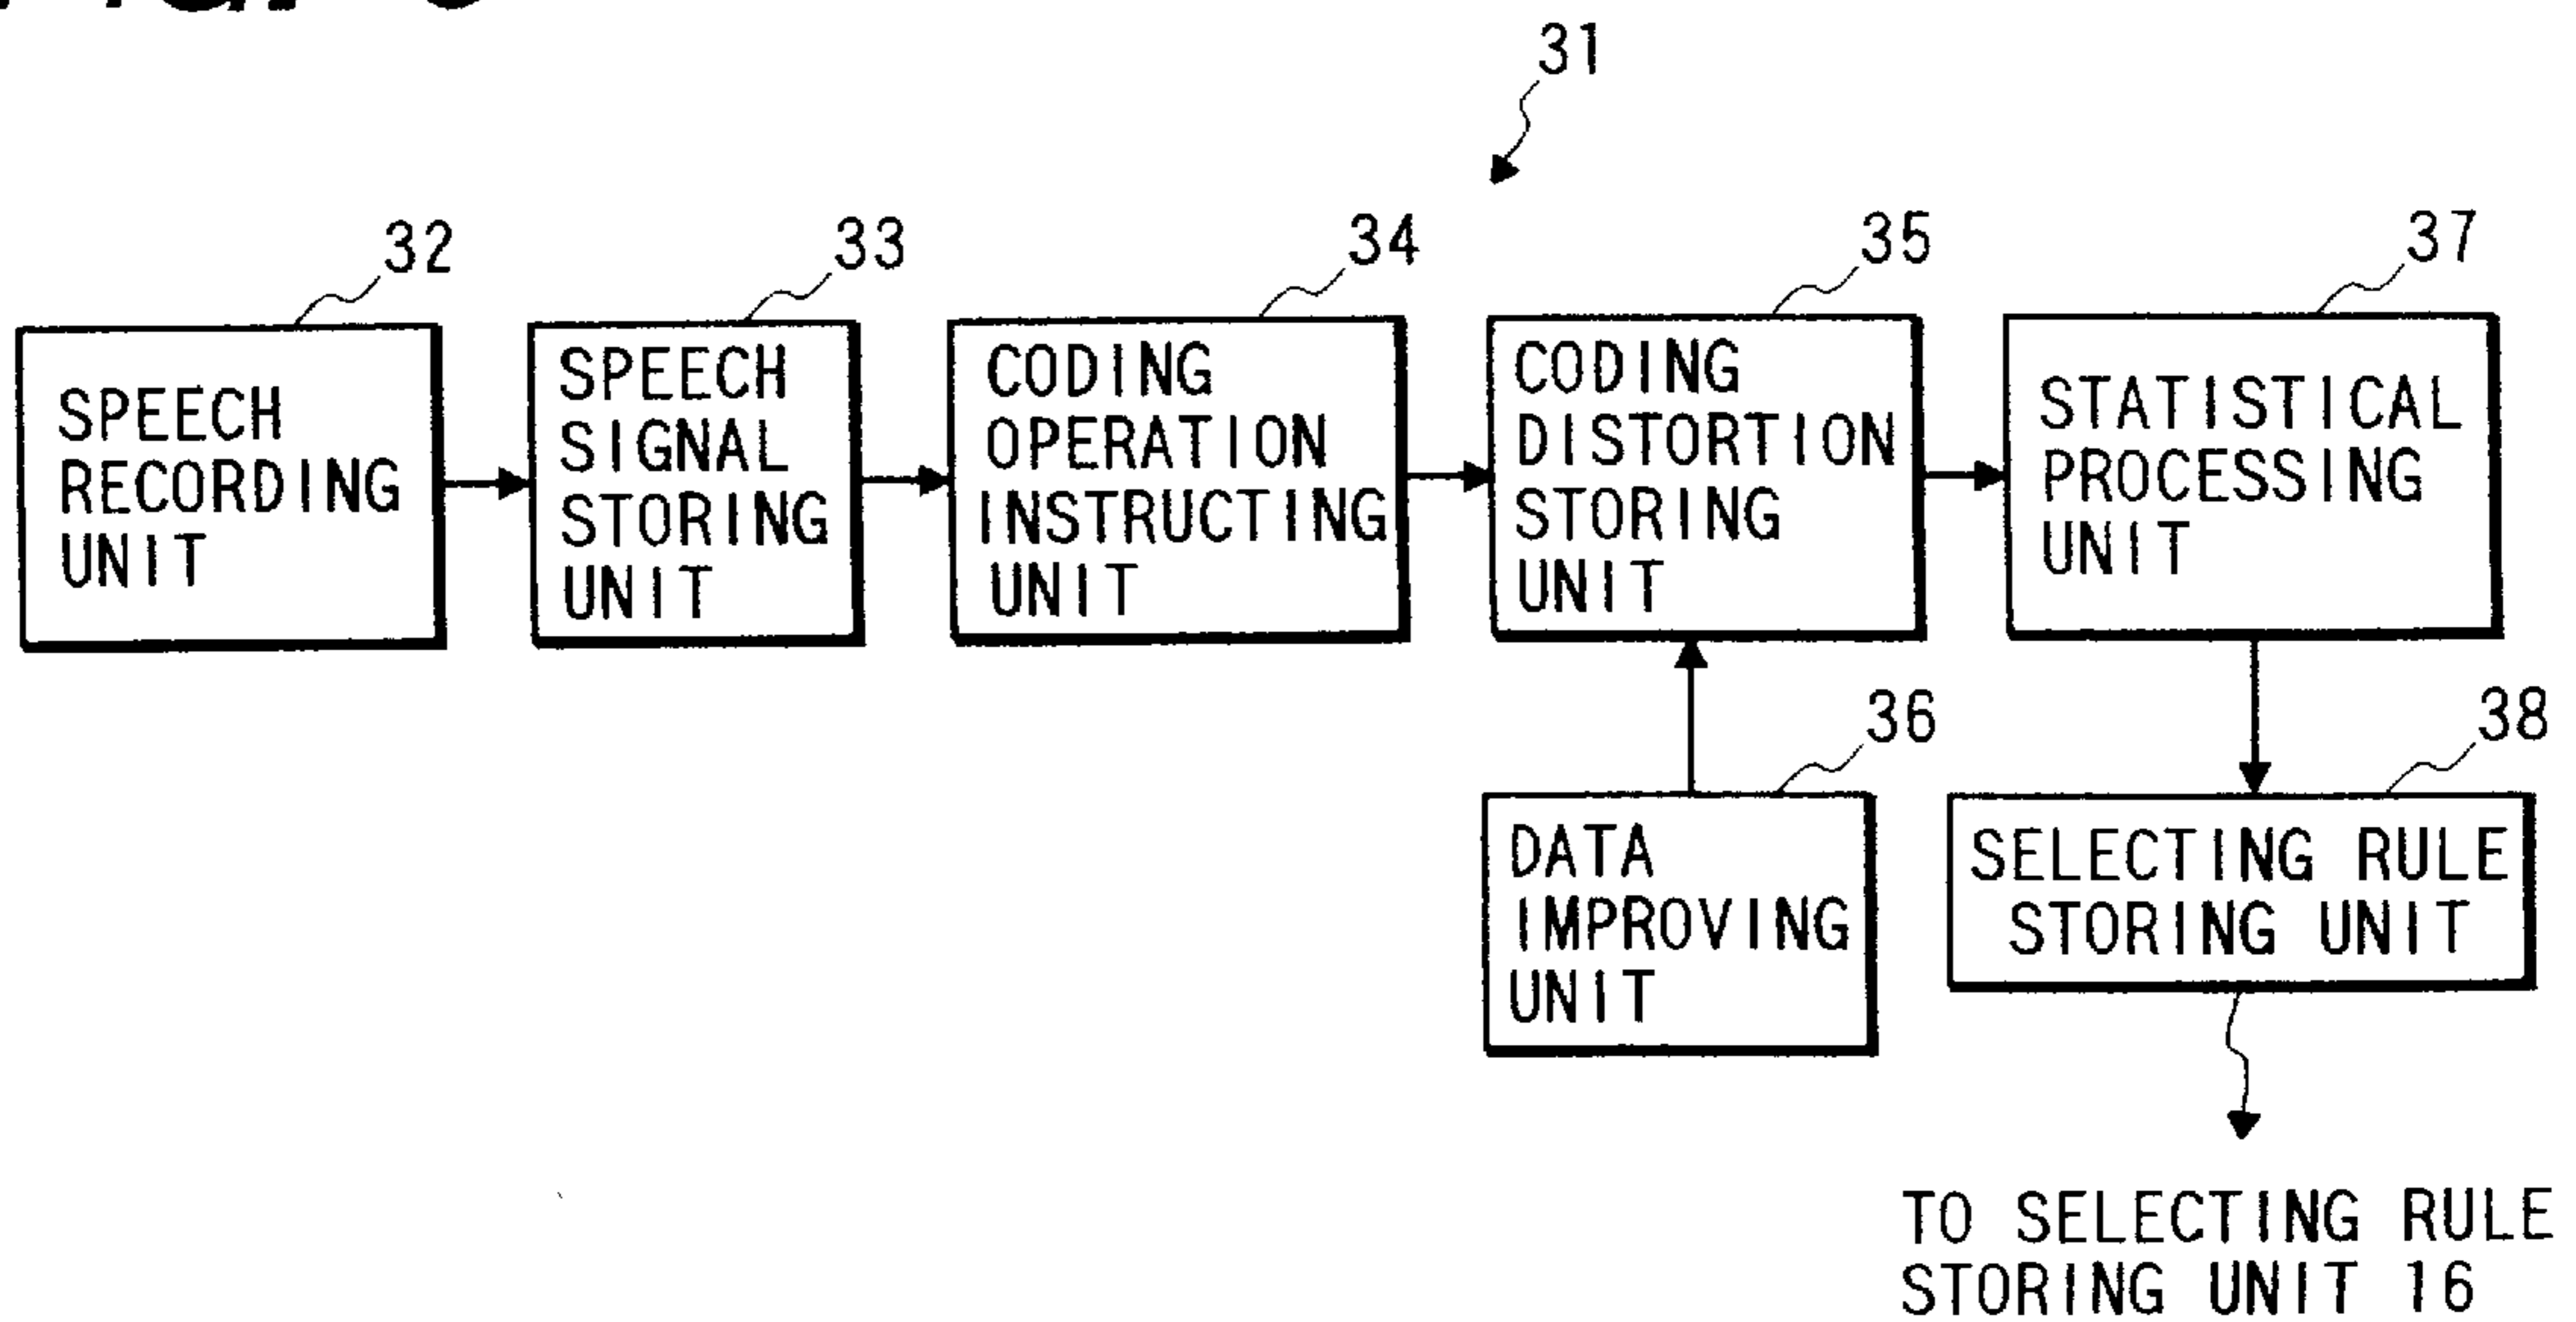 31
32
33
34
35
37
SPEECH
RECORDING
UNIT
SPEECH
SIGNAL
STORING
UNIT
CODING
OPERATION
INSTRUCTING
UNIT
CODING
DISTORTION
STORING
UNIT
STATISTICAL
PROCESSING
UNIT
36
38
DATA
IMPROVING
UNIT
SELECTING RULE
STORING UNIT
TO SELECTING RULE
STORING UNIT 16